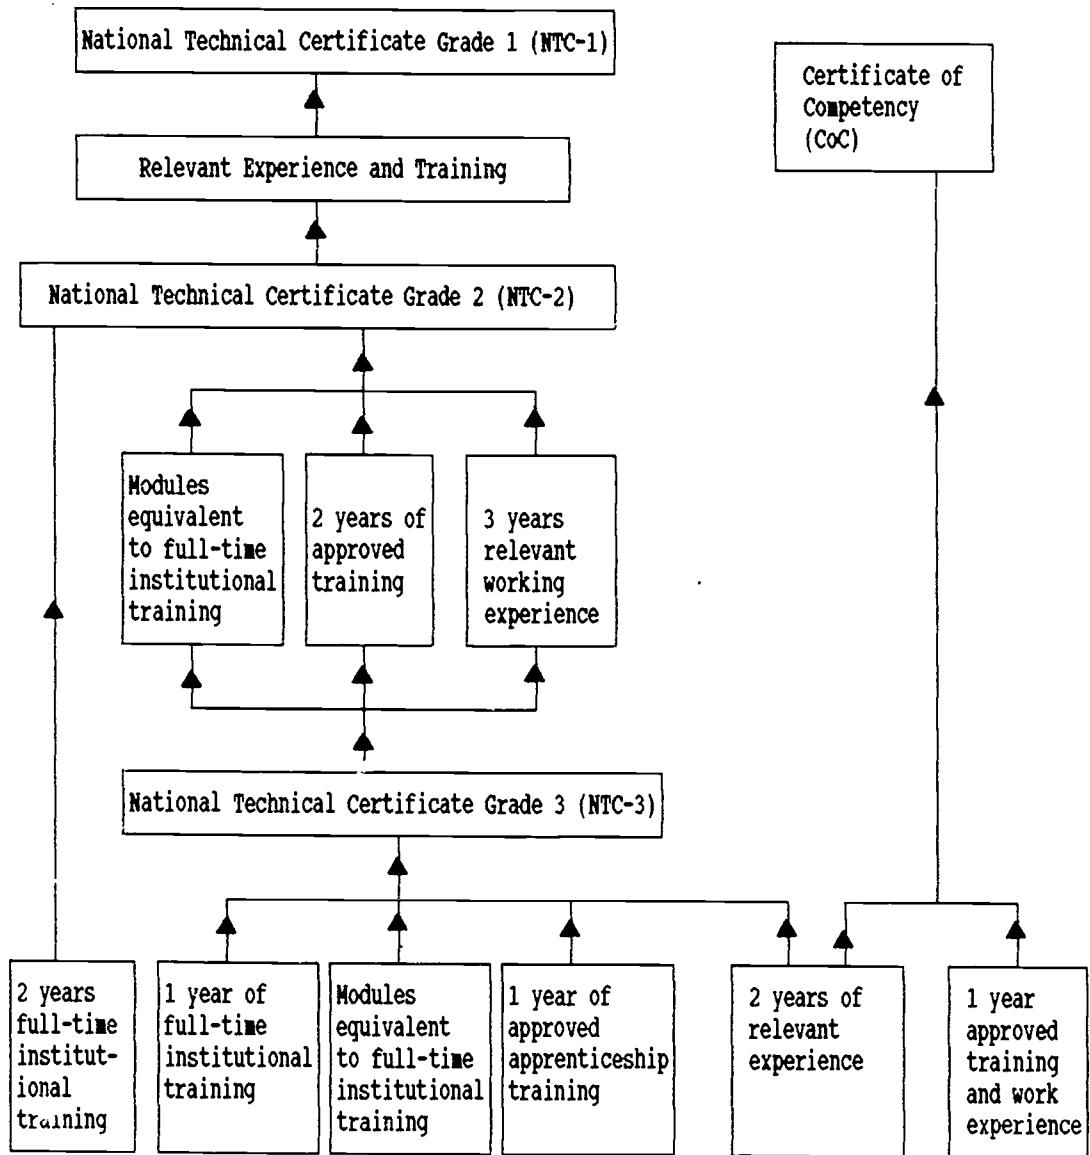 National Technical Certificate Grade 1 (NTC-1)
Certificate of
Competency
(CoC)
Relevant Experience and Training
National Technical Certificate Grade 2 (NTC-2)
Modules
equivalent
to full-time
institutional
training
2 years of
approved
training
3 years
relevant
working
experience
National Technical Certificate Grade 3 (NTC-3)
2 years
full-time
institut-
ional
training
1 year of
full-time
institutional
training
Modules
equivalent
to full-time
institutional
training
1 year of
approved
apprenticeship
training
2 years of
relevant
experience
1 year
approved
training
and work
experience